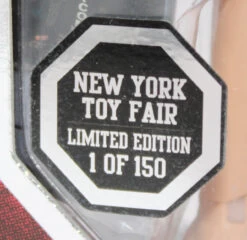 NEW YORK
TOY FAIR
LIMITED EDITION
1 OF 150